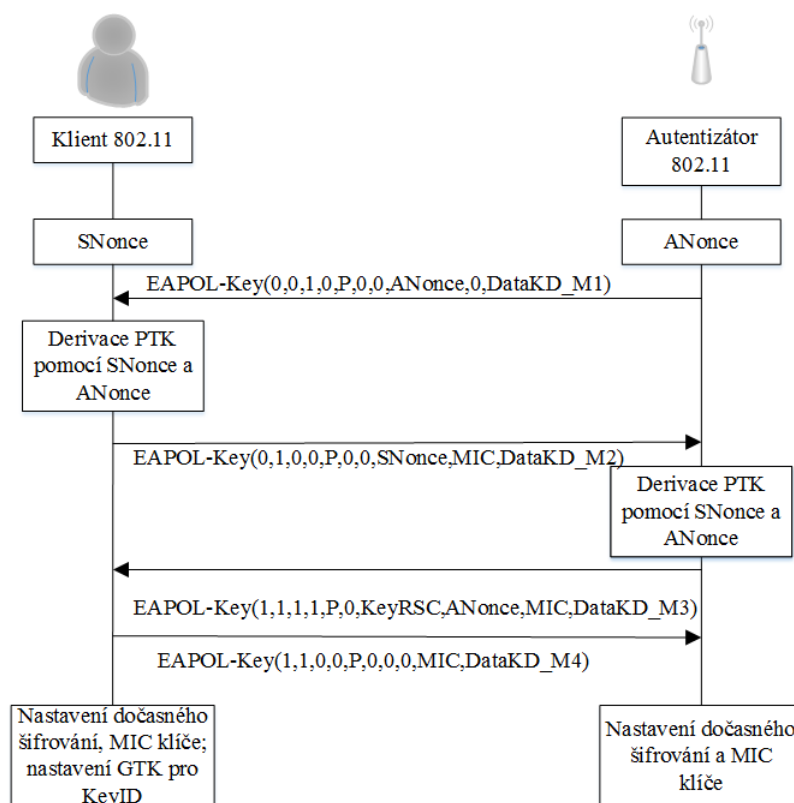 Klient 802.11
Autentizátor
802.11
SNonce
ANonce
EAPOL-Key(0,0,1,0,P,0,0,ANonce,0,DataKD_M1)
Derivace PTK
pomocí SNonce a
ANonce
EAPOL-Key(0,1,0,0,P,0,0,SNonce,MIC,DataKD_M2)
Derivace PTK
pomocí SNonce a
ANonce
EAPOL-Key(1,1,1,1,P,0,KeyRSC,ANonce,MIC,DataKD_M3)
EAPOL-Key(1,1,0,0,P,0,0,0,MIC,DataKD_M4)
Nastavení dočasného
šifrování, MIC klíče;
nastavení GTK pro
KeyID
Nastavení dočasného
šifrování a MIC
klíče